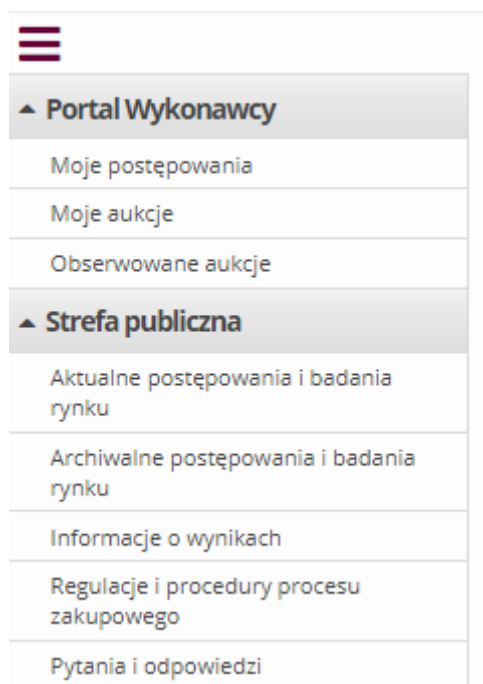 Portal Wykonawcy
Moje postępowania
Moje aukcje
Obserwowane aukcje
Strefa publiczna
Aktualne postępowania i badania
rynku
Archiwalne postępowania i badania
rynku
Informacje o wynikach
Regulacje i procedury procesu
zakupowego
Pytania i odpowiedzi